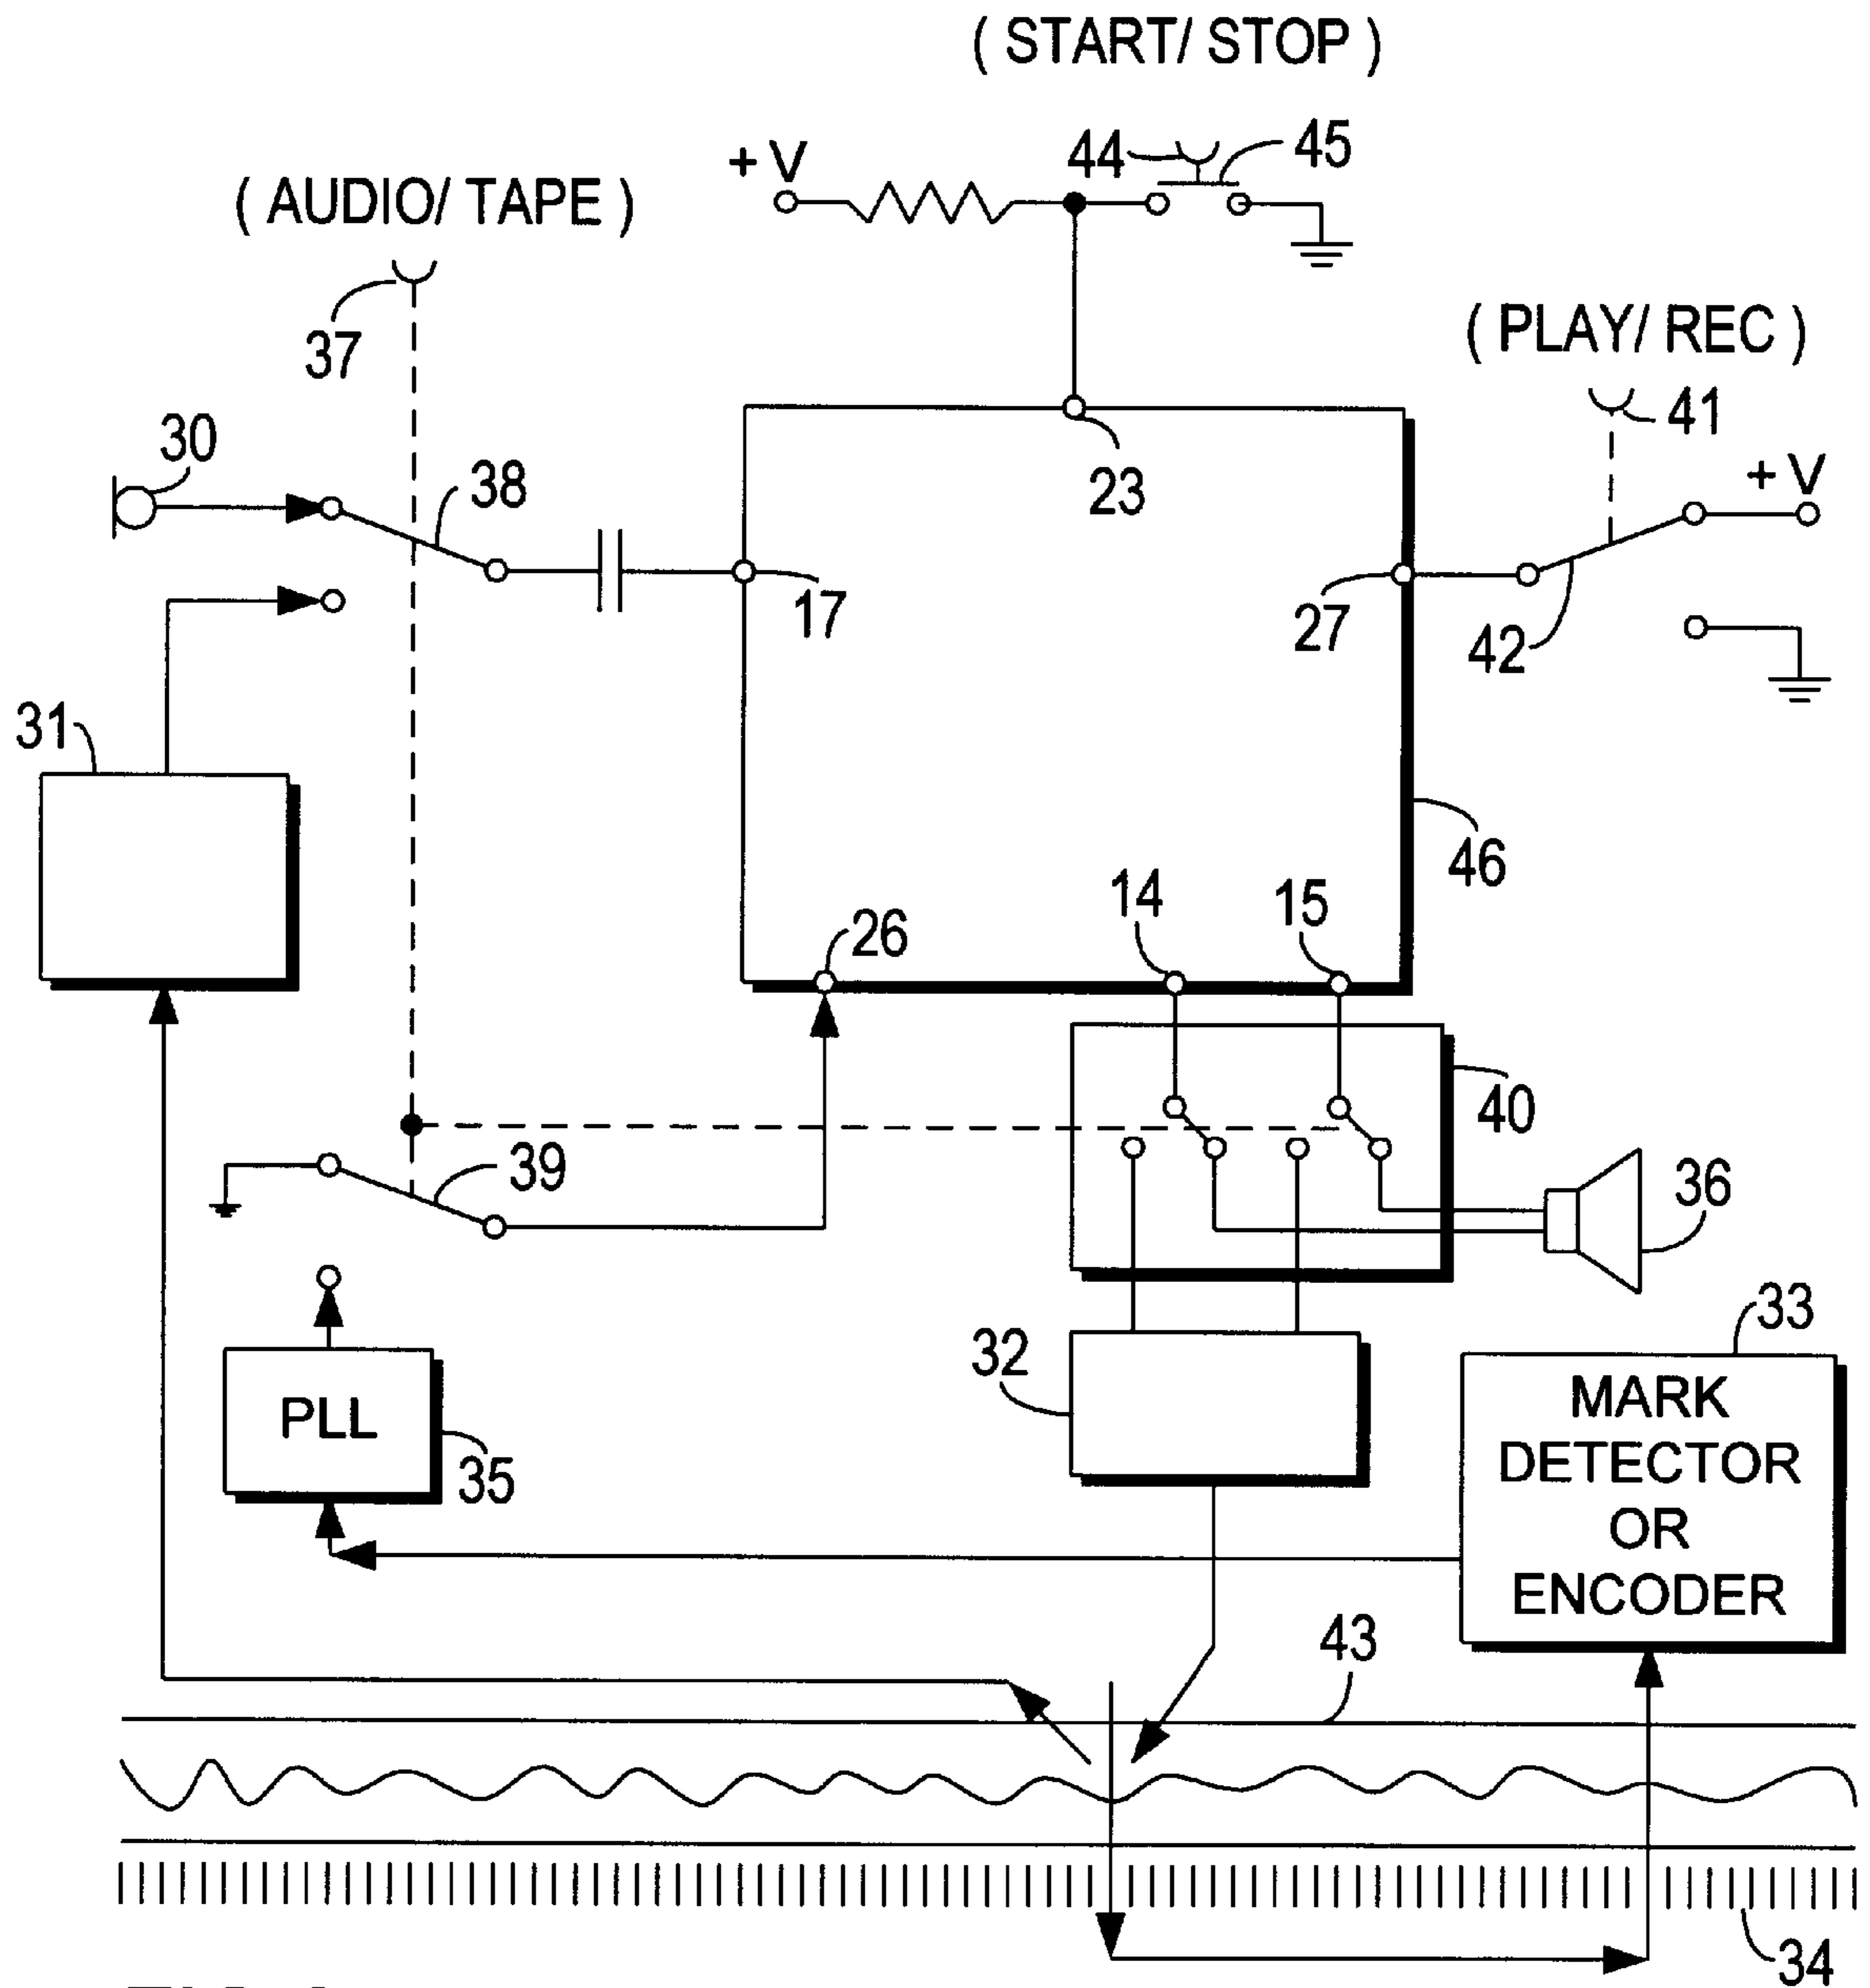 ( START/ STOP )
+ V
44
45
( AUDIO/ TAPE )
37
( PLAY/ REC )
41
+ V
30
38
23
17
27
42
31
46
14
15
26
40
39
36
33
32
PLL
35
MARK
DETECTOR
OR
ENCODER
43
34